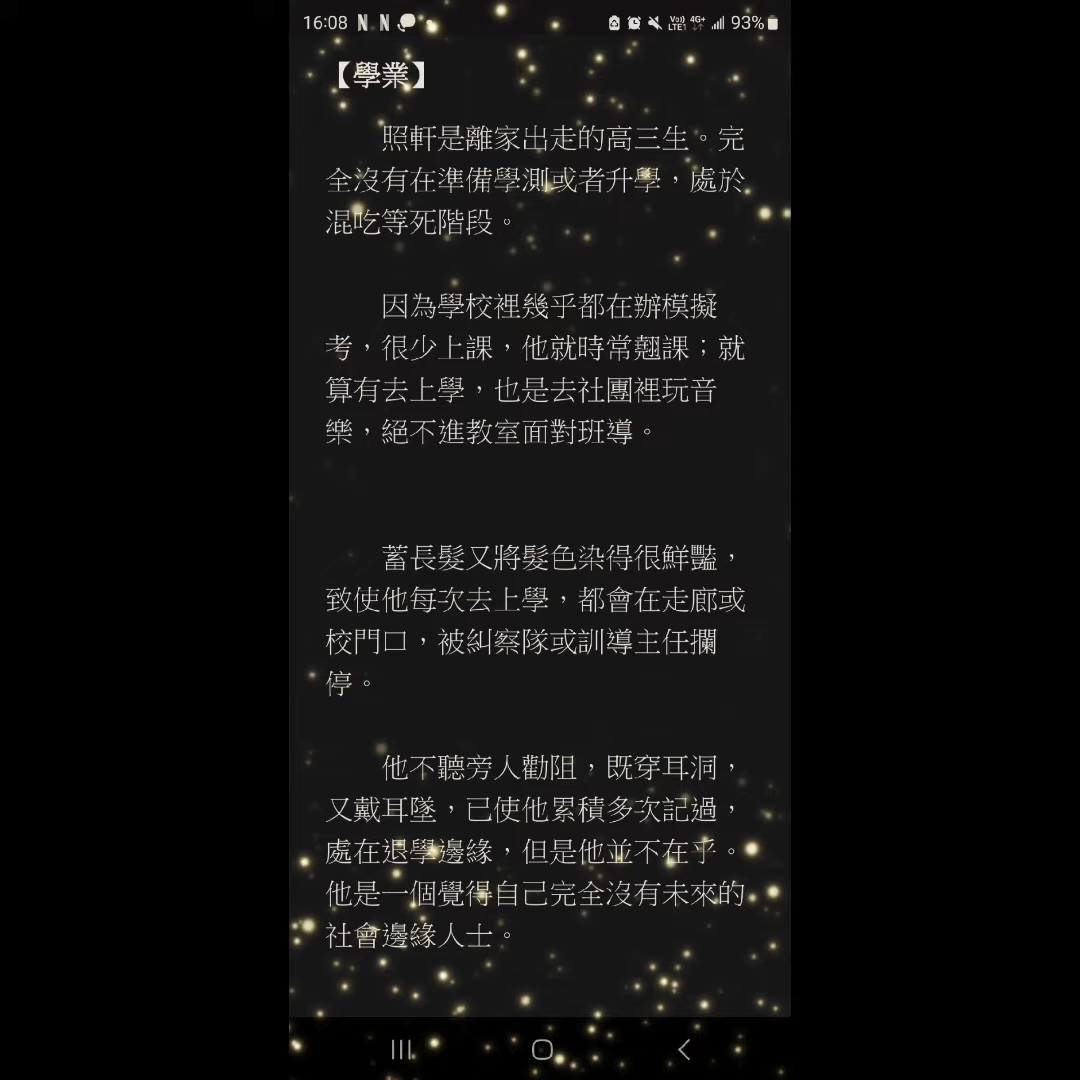 16:08 N N Vo)) LTE1 4G+ 93%
【學業】
照軒是離家出走的高三生。完
全沒有在準備學測或者升學，處於
混吃等死階段。
因為學校裡幾乎都在辦模擬
考，很少上課，他就時常翹課；就
算有去上學，也是去社團裡玩音
樂，絕不進教室面對班導。
蓄長髮又將髮色染得很鮮豔，
致使他每次去上學，都會在走廊或
校門口，被糾察隊或訓導主任攔
停。
他不聽旁人勸阻，既穿耳洞，
又戴耳墜，已使他累積多次記過，
處在退學邊緣，但是他並不在乎。
他是一個覺得自己完全沒有未來的
社會邊緣人士。